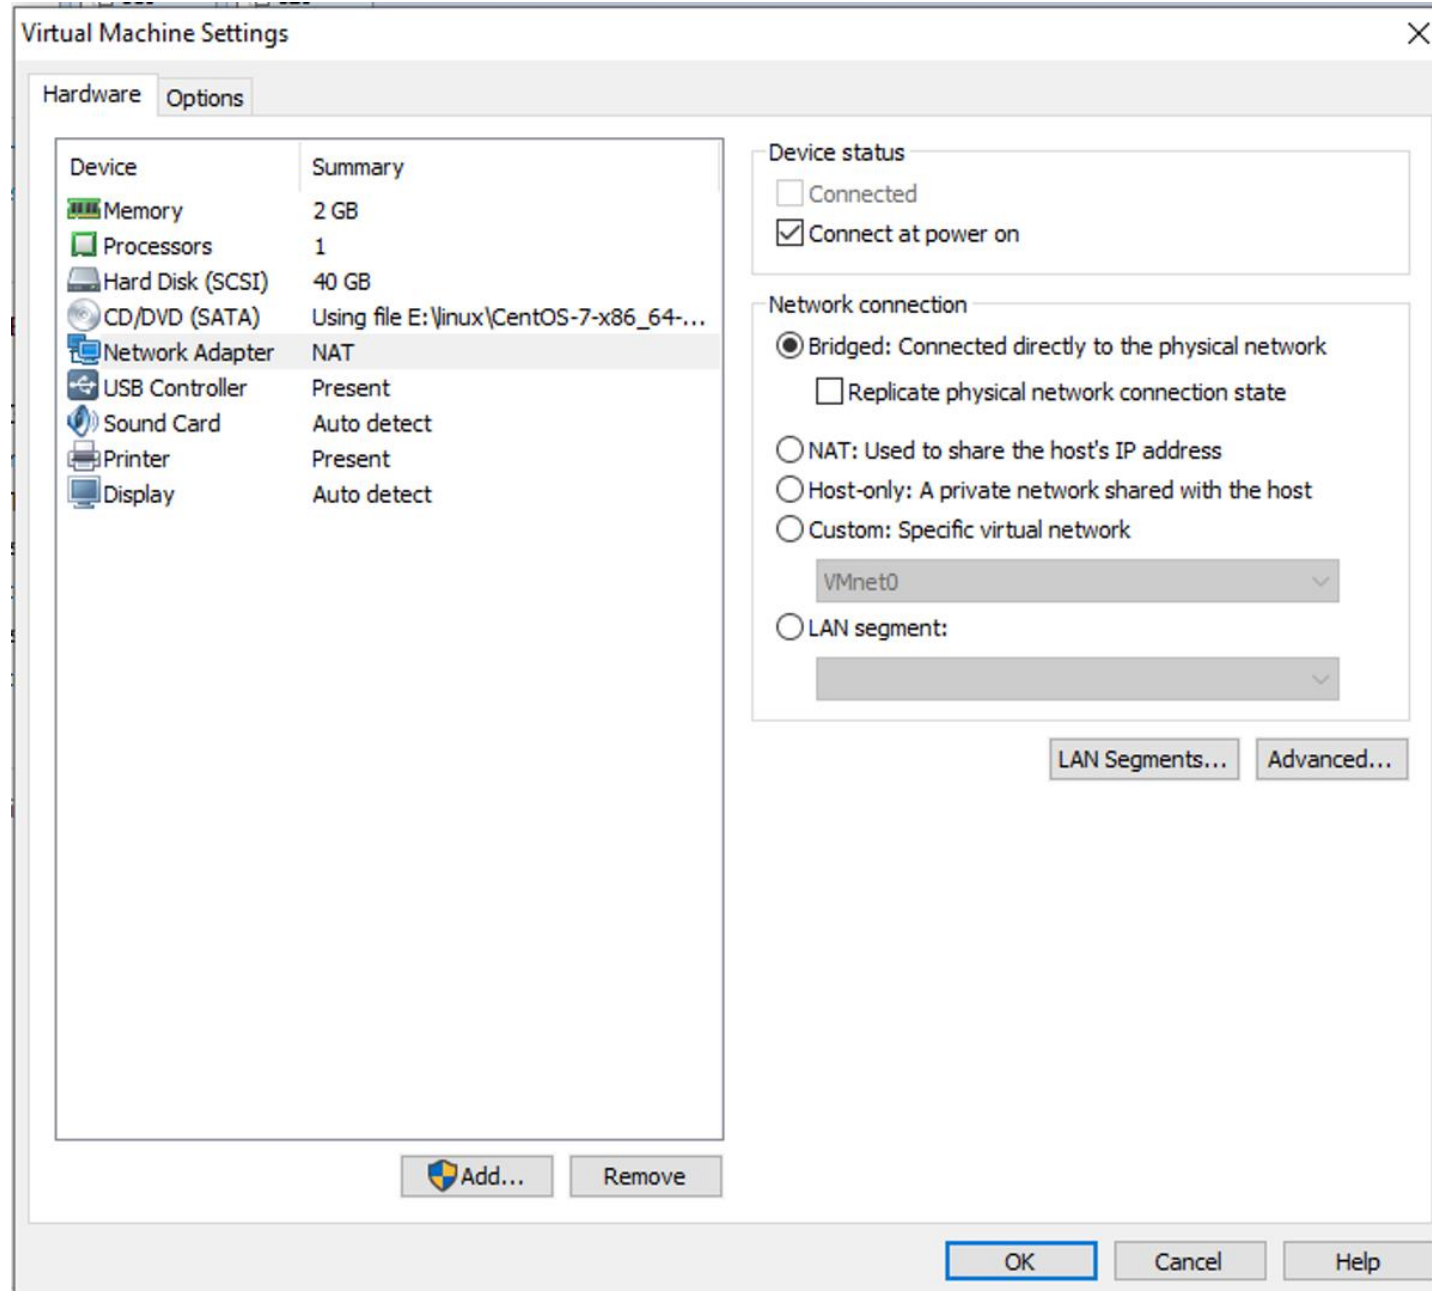 Virtual Machine Settings
Hardware
Options
Device Summary
Memory 2 GB
Processors 1
Hard Disk (SCSI) 40 GB
CD/DVD (SATA) Using file E:\linux\CentOS-7-x86_64-...
Network Adapter NAT
USB Controller Present
Sound Card Auto detect
Printer Present
Display Auto detect
Add...
Remove
Device status
Connected
Connect at power on
Network connection
Bridged: Connected directly to the physical network
Replicate physical network connection state
NAT: Used to share the host's IP address
Host-only: A private network shared with the host
Custom: Specific virtual network
VMnet0
LAN segment:
LAN Segments...
Advanced...
OK
Cancel
Help